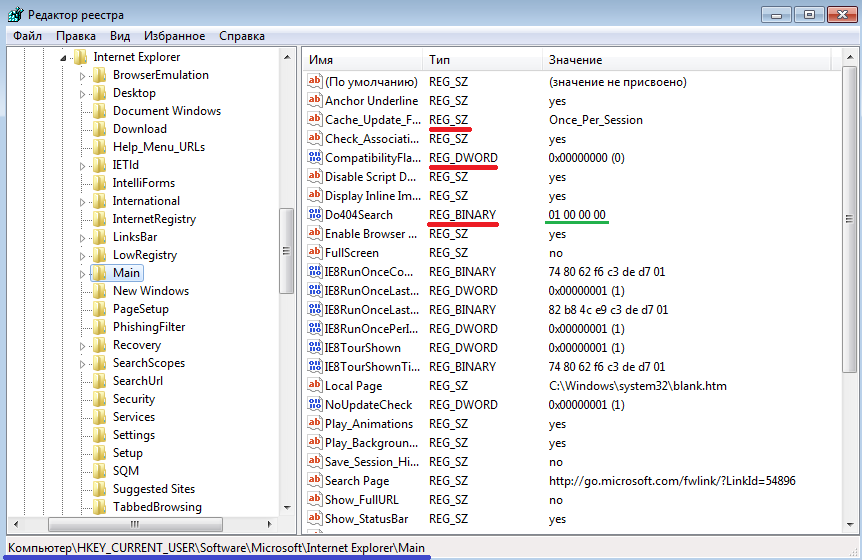 Редактор реестра
Файл Правка Вид Избранное Справка
Internet Explorer
BrowserEmulation
Desktop
Document Windows
Download
Help_Menu_URLs
IETId
IntelliForms
International
InternetRegistry
LinksBar
LowRegistry
Main
New Windows
PageSetup
PhishingFilter
Recovery
SearchScopes
SearchUrl
Security
Services
Settings
Setup
SQM
Suggested Sites
TabbedBrowsing
Имя Тип Значение
(По умолчанию) REG_SZ (значение не присвоено)
Anchor Underline REG_SZ yes
Cache_Update_F... REG_SZ Once_Per_Session
Check_Associati... REG_SZ yes
CompatibilityFla... REG_DWORD 0x00000000 (0)
Disable Script D... REG_SZ yes
Display Inline Im... REG_SZ yes
Do404Search REG_BINARY 01 00 00 00
Enable Browser ... REG_SZ yes
FullScreen REG_SZ no
IE8RunOnceCo... REG_BINARY 74 80 62 f6 c3 de d7 01
IE8RunOnceLast... REG_DWORD 0x00000001 (1)
IE8RunOnceLast... REG_BINARY 82 b8 4c e9 c3 de d7 01
IE8RunOncePerI... REG_DWORD 0x00000001 (1)
IE8TourShown REG_DWORD 0x00000001 (1)
IE8TourShownTi... REG_BINARY 74 80 62 f6 c3 de d7 01
Local Page REG_SZ C:\Windows\system32\blank.htm
NoUpdateCheck REG_DWORD 0x00000001 (1)
Play_Animations REG_SZ yes
Play_Backgroun... REG_SZ yes
Save_Session_Hi... REG_SZ no
Search Page REG_SZ http://go.microsoft.com/fwlink/?LinkId=54896
Show_FullURL REG_SZ no
Show_StatusBar REG_SZ yes
Компьютер\HKEY_CURRENT_USER\Software\Microsoft\Internet Explorer\Main